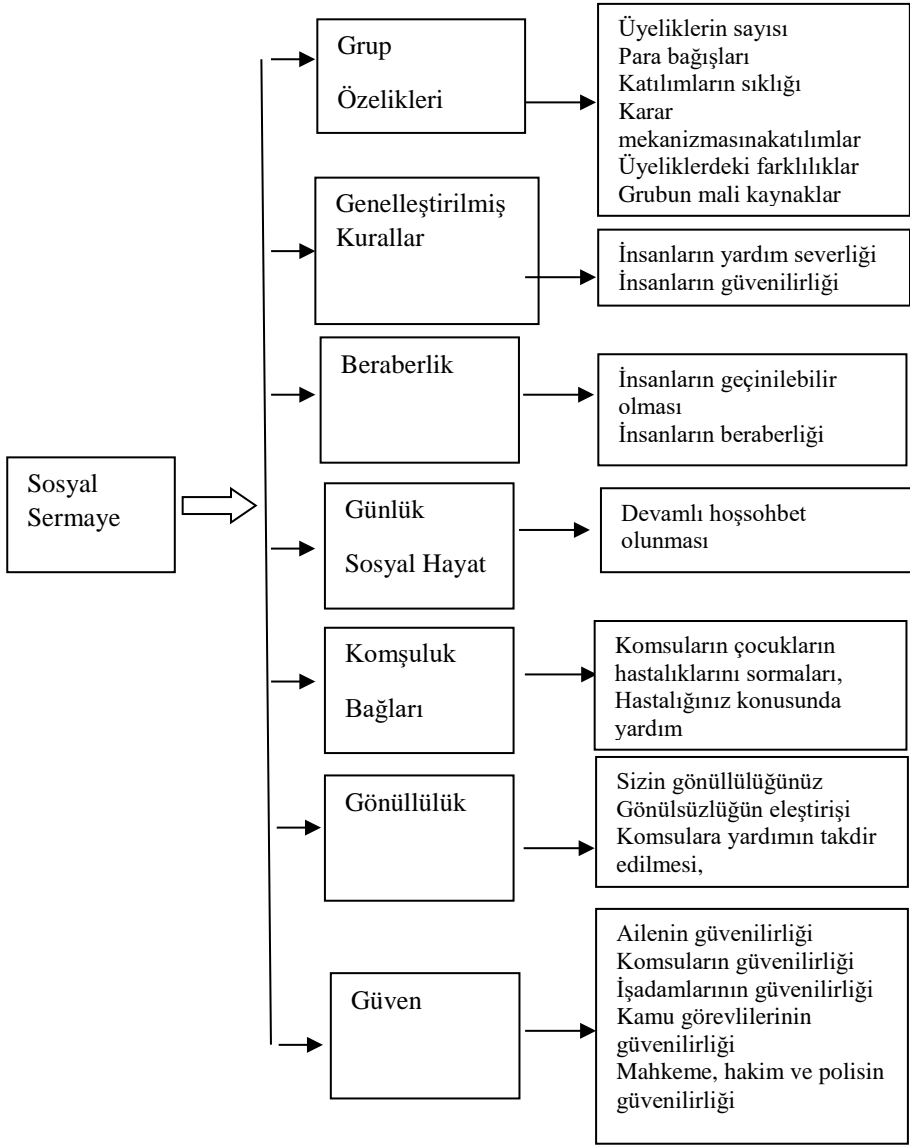 Grup
Özelikleri
Üyeliklerin sayısı
Para bağışları
Katılımların sıklığı
Karar
mekanizmasınakatılımlar
Üyeliklerdeki farklılıklar
Grubun mali kaynaklar
Genelleştirilmiş
Kurallar
İnsanların yardım severliği
İnsanların güvenilirliği
Beraberlik
İnsanların geçinilebilir
olması
İnsanların beraberliği
Sosyal
Sermaye
Günlük
Sosyal Hayat
Devamlı hoşsohbet
olunması
Komşuluk
Bağları
Komsuların çocukların
hastalıklarını sormaları,
Hastalığınız konusunda
yardım
Gönüllülük
Sizin gönüllülüğünüz
Gönülsüzlüğün eleştirişi
Komsulara yardımın takdir
edilmesi,
Güven
Ailenin güvenilirliği
Komsuların güvenilirliği
İşadamlarının güvenilirliği
Kamu görevlilerinin
güvenilirliği
Mahkeme, hakim ve polisin
güvenilirliği